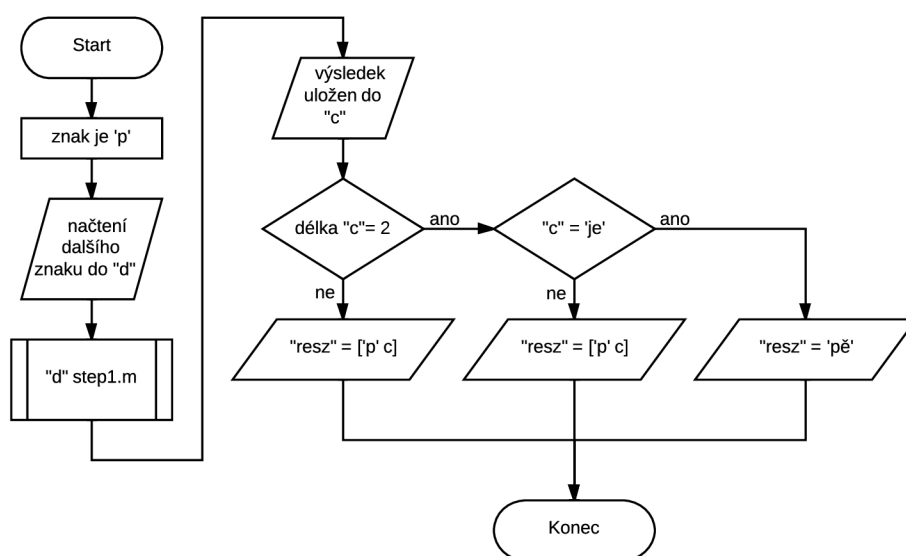 Start
znak je 'p'
načtení
dalšího
znaku do "d"
"d" step1.m
výsledek
uložen do
"c"
délka "c"= 2
ano
ne
"c" = 'je'
ano
ne
"resz" = ['p' c]
"resz" = ['p' c]
"resz" = 'pě'
Konec